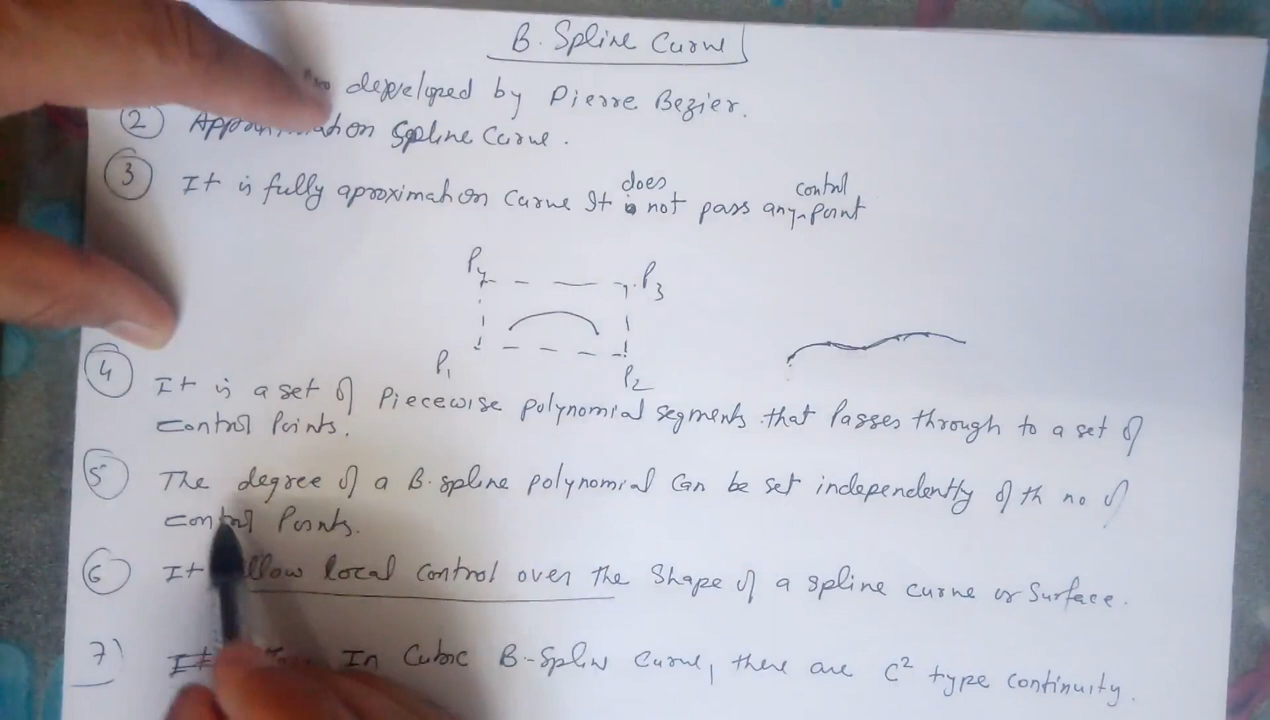 B. Spline Curve
developed by Pierre Bezier.
② Approximation Spline Curve.
③ It is fully aproximation Curve It does not pass any control point
P4 P3
P1 P2
④ It is a set of Piecewise polynomial segments that Passes through to a set of
control Points.
⑤ The degree of a B-spline polynomial Can be set independently of th no of
control Points.
⑥ It allow local control over the Shape of a spline curve or Surface.
7) In Cubic B-Spline Curve, there are C² type continuity.